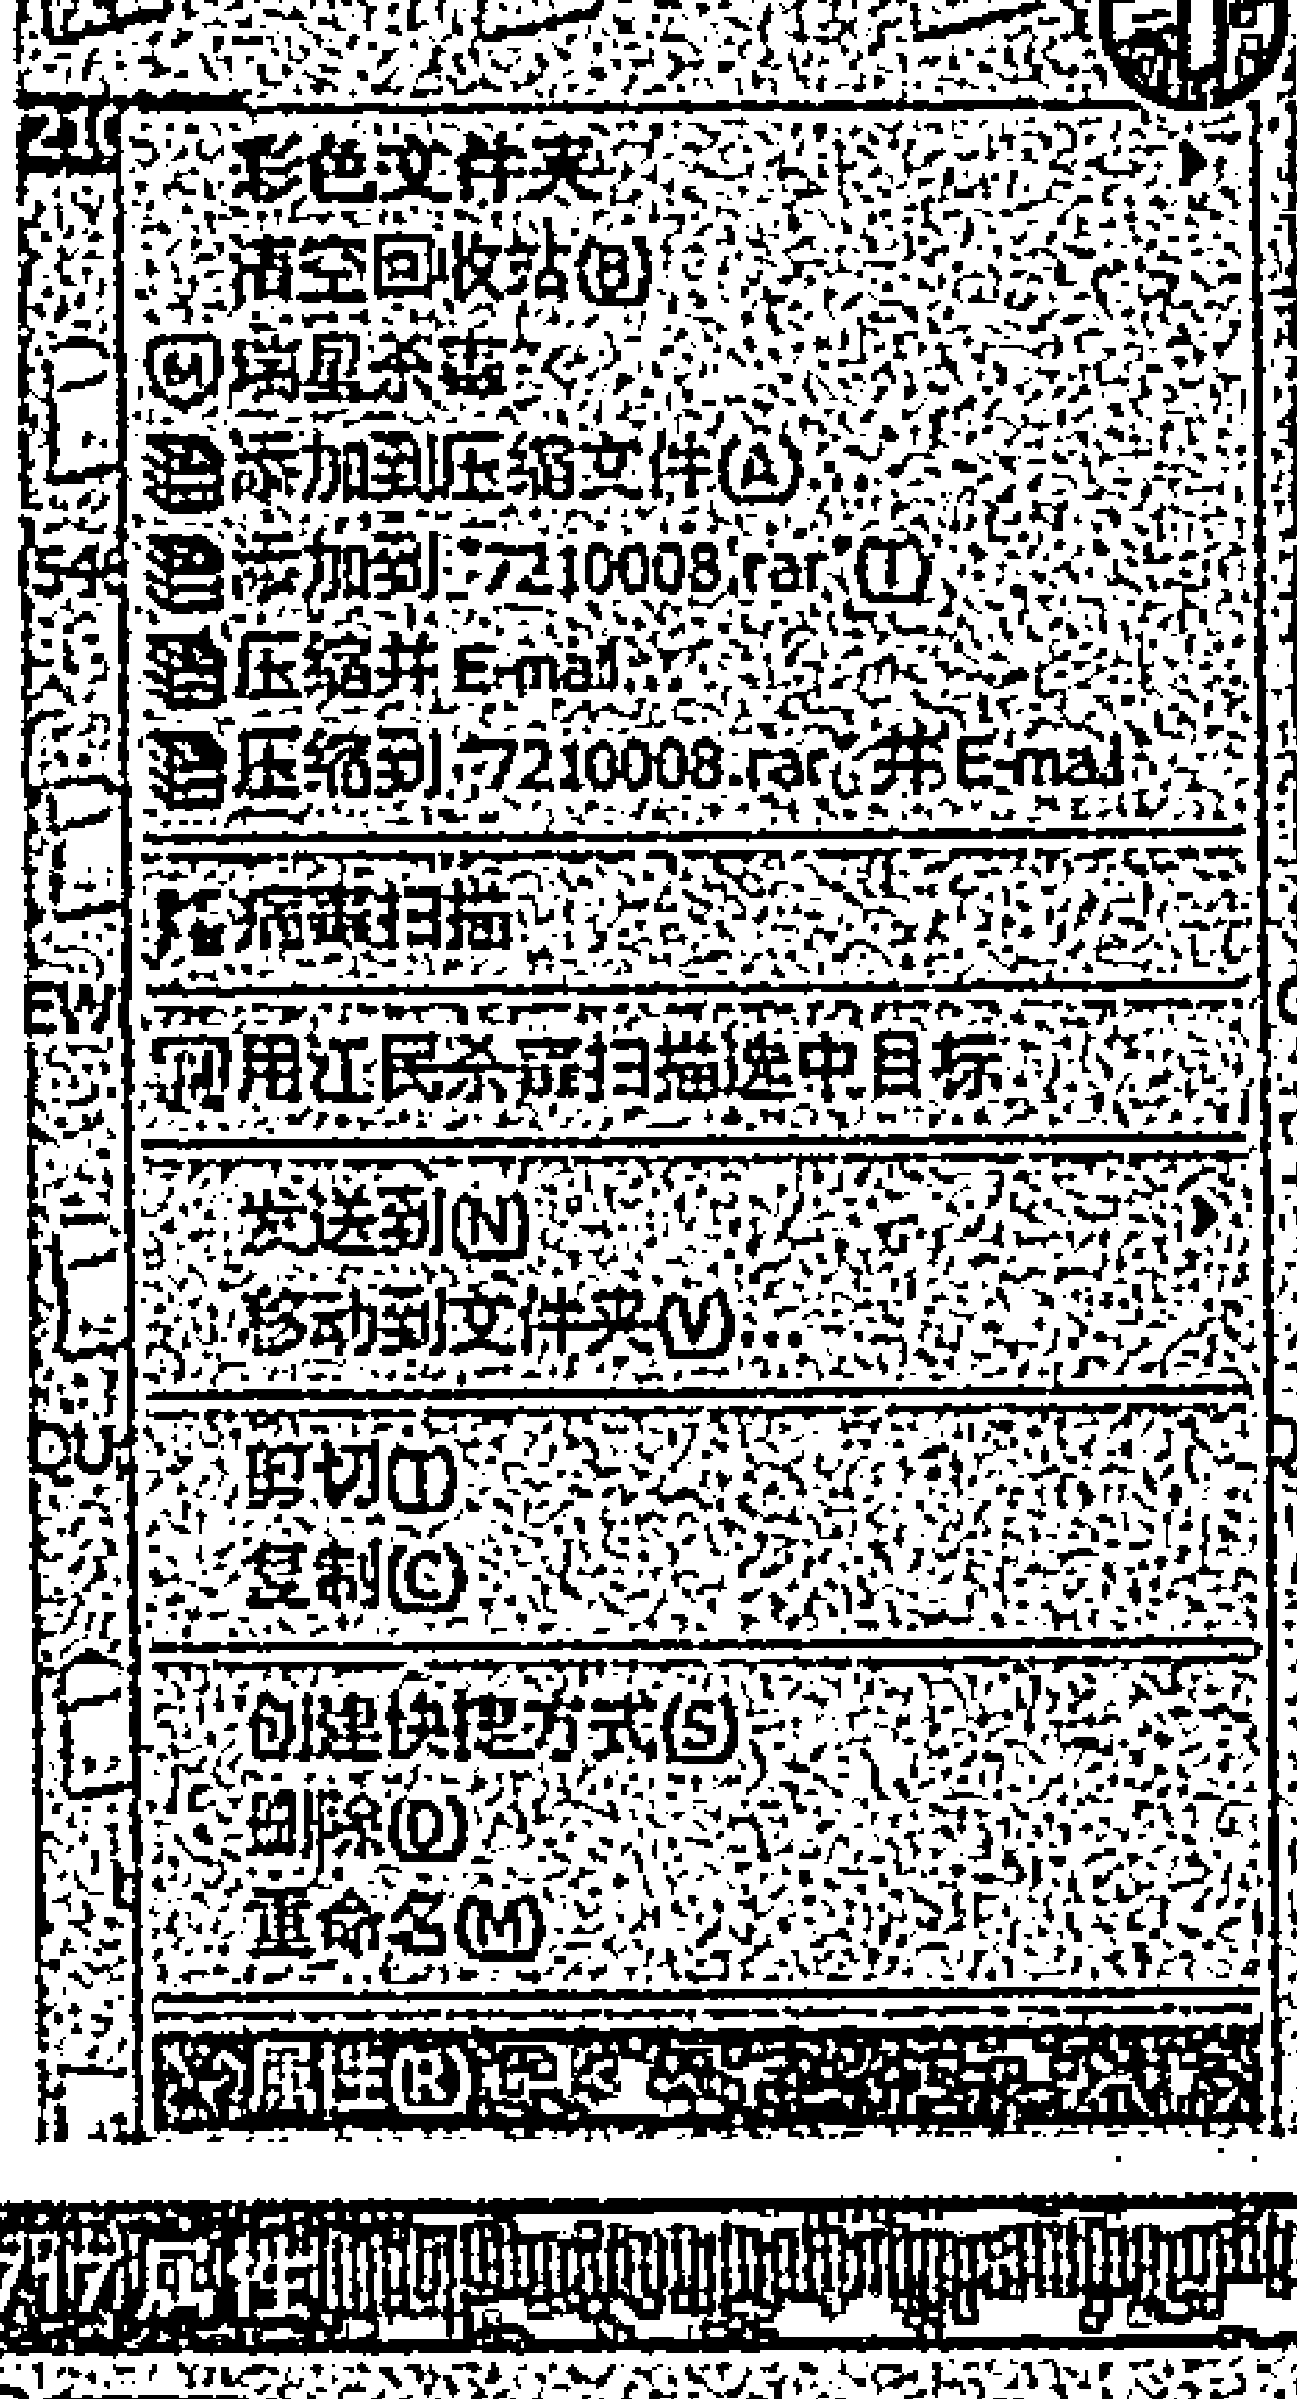 彩色文件夹
清空回收站(B)
瑞星杀毒
添加到压缩文件(A)...
添加到 "7210008.rar"(T)
压缩并 E-mail
压缩到 "7210008.rar" 并 E-mail
病毒扫描
利用江民杀毒扫描选中目标
发送到(N)
移动到文件夹(V)...
剪切(T)
复制(C)
创建快捷方式(S)
删除(D)
重命名(M)
属性(R)